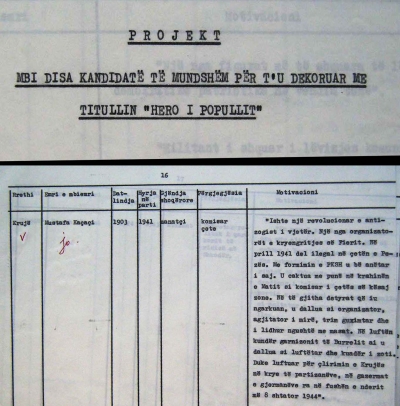 PROJEKT
MBI DISA KANDIDATË TË MUNDSHËM PËR T'U DEKORUAR ME
TITULLIN "HERO I POPULLIT"
16
Rrethi
Emri e mbiemri
Dat-
lindja
Hyrja
në
parti
Gjëndja
shoqërore
Përgjegjësia
Motivacioni
Krujë
Mustafa Kaçaçi
1903
1941
komisar
çete
jo
"Ishte një revolucionar e anti-
zogist i vjetër. Një nga organizato-
rët e kryengritjes së Fierit. Në
prill 1941 del ilegal në çetën e Pe-
zës. Me formimin e PKSH u bë anëtar
i saj. U caktua me punë në krahinën
e Matit si komisar i çetës së kësaj
zone. Në të gjitha detyrat që iu
ngarkuan, u dallua si organizator,
agjitator i mirë, trim guximtar dhe
i lidhur ngushtë me masat. Në luftën
kundër garnizonit të Burrelit ai u
dallua si luftëtar dhe kundër i zoti.
Duke luftuar për çlirimin e Krujës
në krye të partizanëve, në gazermat
e gjermanëve ra në fushën e nderit
më 8 shtator 1944".